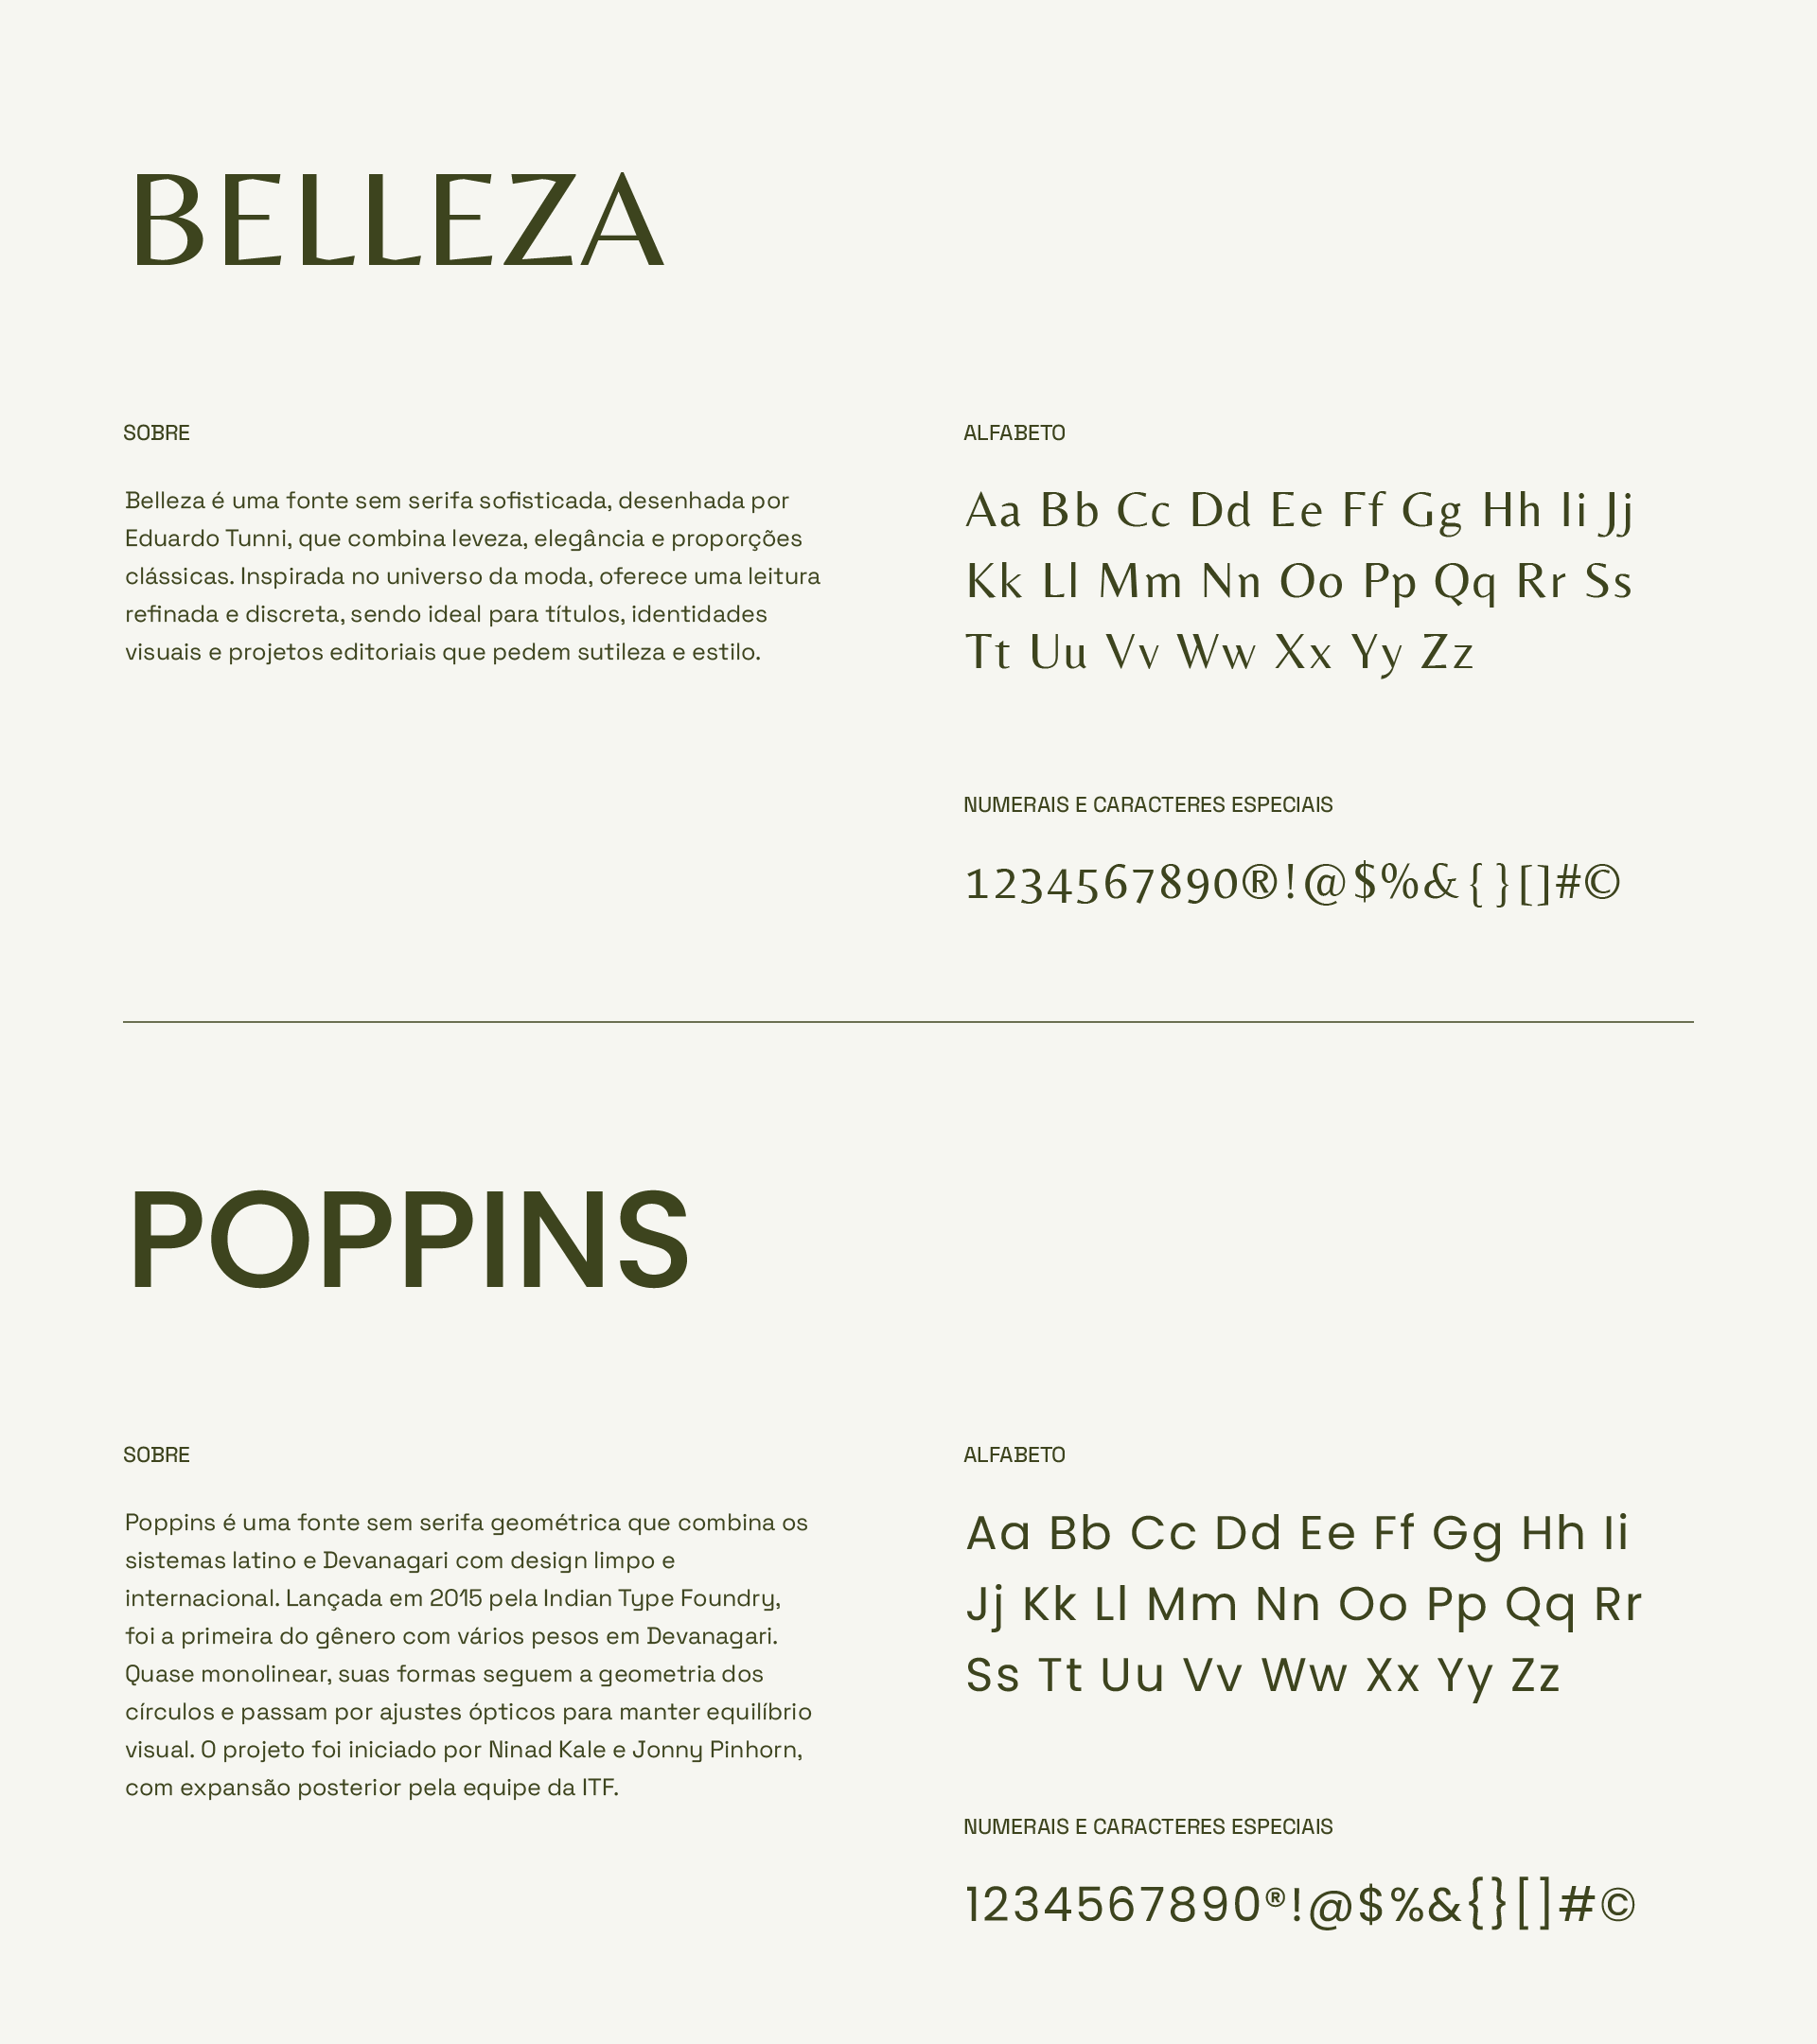 BELLEZA
SOBRE
Belleza é uma fonte sem serifa sofisticada, desenhada por
Eduardo Tunni, que combina leveza, elegância e proporções
clássicas. Inspirada no universo da moda, oferece uma leitura
refinada e discreta, sendo ideal para títulos, identidades
visuais e projetos editoriais que pedem sutileza e estilo.
ALFABETO
Aa Bb Cc Dd Ee Ff Gg Hh Ii Jj
Kk Ll Mm Nn Oo Pp Qq Rr Ss
Tt Uu Vv Ww Xx Yy Zz
NUMERAIS E CARACTERES ESPECIAIS
1234567890®!@$%&{}[]#©
POPPINS
SOBRE
Poppins é uma fonte sem serifa geométrica que combina os
sistemas latino e Devanagari com design limpo e
internacional. Lançada em 2015 pela Indian Type Foundry,
foi a primeira do gênero com vários pesos em Devanagari.
Quase monolinear, suas formas seguem a geometria dos
círculos e passam por ajustes ópticos para manter equilíbrio
visual. O projeto foi iniciado por Ninad Kale e Jonny Pinhorn,
com expansão posterior pela equipe da ITF.
ALFABETO
Aa Bb Cc Dd Ee Ff Gg Hh Ii
Jj Kk Ll Mm Nn Oo Pp Qq Rr
Ss Tt Uu Vv Ww Xx Yy Zz
NUMERAIS E CARACTERES ESPECIAIS
1234567890®!@$%&{}[]#©